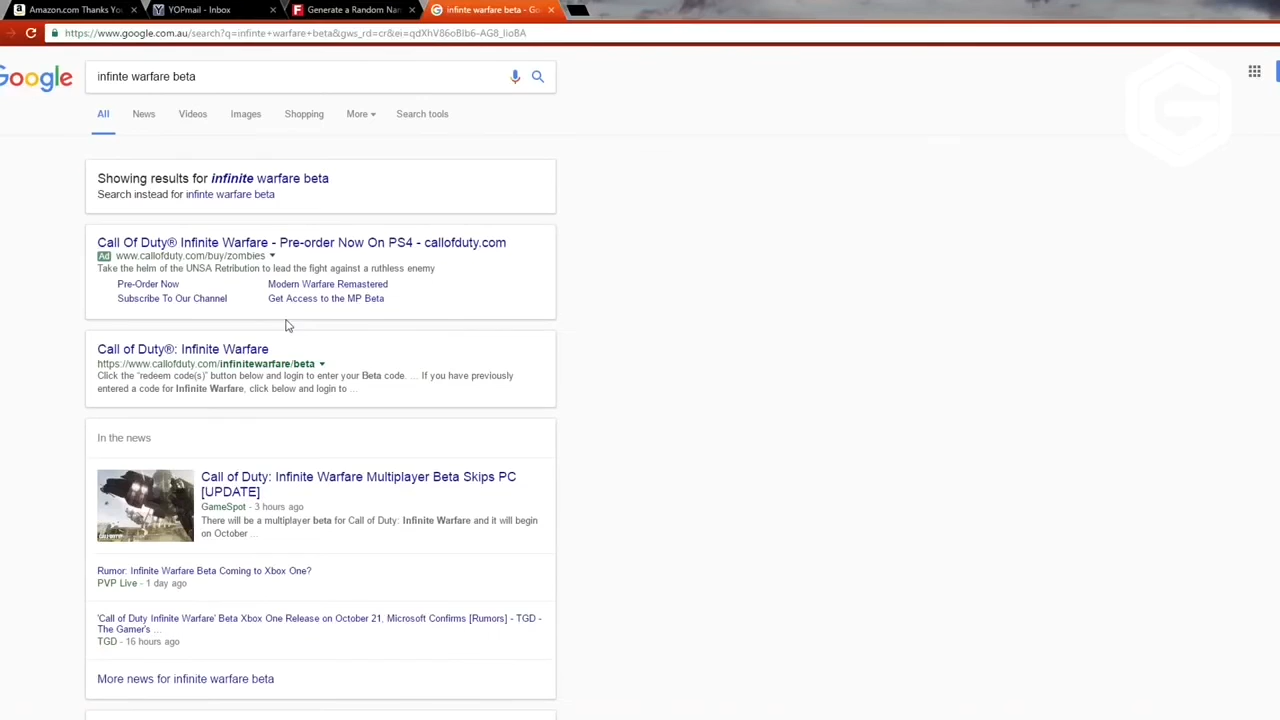 Amazon.com Thanks Yo
YOPmail - Inbox
Generate a Random Nam
infinte warfare beta - Go
https://www.google.com.au/search?q=infinte+warfare+beta&gws_rd=cr&ei=qdXhV86oBIb6-AG8_IioBA
Google
infinte warfare beta
All News Videos Images Shopping More Search tools
Showing results for infinite warfare beta
Search instead for infinte warfare beta
Call Of Duty® Infinite Warfare - Pre-order Now On PS4 - callofduty.com
Ad www.callofduty.com/buy/zombies
Take the helm of the UNSA Retribution to lead the fight against a ruthless enemy
Pre-Order Now Modern Warfare Remastered
Subscribe To Our Channel Get Access to the MP Beta
Call of Duty®: Infinite Warfare
https://www.callofduty.com/infinitewarfare/beta
Click the “redeem code(s)” button below and login to enter your Beta code. ... If you have previously
entered a code for Infinite Warfare, click below and login to ...
In the news
Call of Duty: Infinite Warfare Multiplayer Beta Skips PC
[UPDATE]
GameSpot - 3 hours ago
There will be a multiplayer beta for Call of Duty: Infinite Warfare and it will begin
on October ...
Rumor: Infinite Warfare Beta Coming to Xbox One?
PVP Live - 1 day ago
'Call of Duty Infinite Warfare' Beta Xbox One Release on October 21, Microsoft Confirms [Rumors] - TGD -
The Gamer's ...
TGD - 16 hours ago
More news for infinite warfare beta